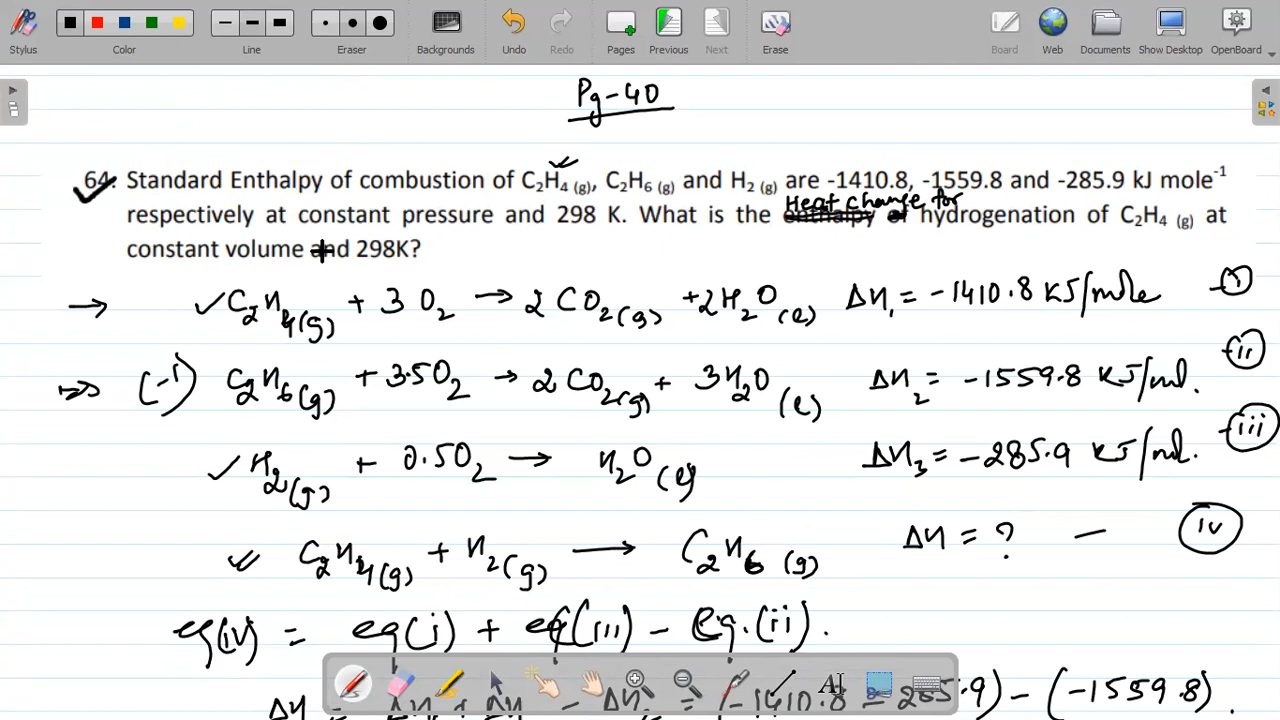 Stylus Color Line Eraser Backgrounds Undo Redo Pages Previous Next Erase Board Web Documents Show Desktop OpenBoard
Pg-40
64. Standard Enthalpy of combustion of C₂H₄ (g), C₂H₆ (g) and H₂ (g) are -1410.8, -1559.8 and -285.9 kJ mole⁻¹
Heat change for
respectively at constant pressure and 298 K. What is the enthalpy of hydrogenation of C₂H₄ (g) at
constant volume and 298K?
→ ✓ C₂H₄(g) + 3 O₂ → 2 CO₂(g) + 2H₂O(l) ΔH₁ = -1410.8 KJ/mole (i)
⇒ (-1) C₂H₆(g) + 3.5O₂ → 2 CO₂(g) + 3H₂O(l) ΔH₂ = -1559.8 KJ/mol. (ii)
✓ H₂(g) + 0.5O₂ → H₂O(l) ΔH₃ = -285.9 KJ/mol. (iii)
✓ C₂H₄(g) + H₂(g) → C₂H₆(g) ΔH = ? — (iv)
eq(iv) = eq(i) + eq(iii) - eq.(ii).
ΔH = ΔH + ΔH - ΔH = (-1410.8 - 285.9) - (-1559.8).